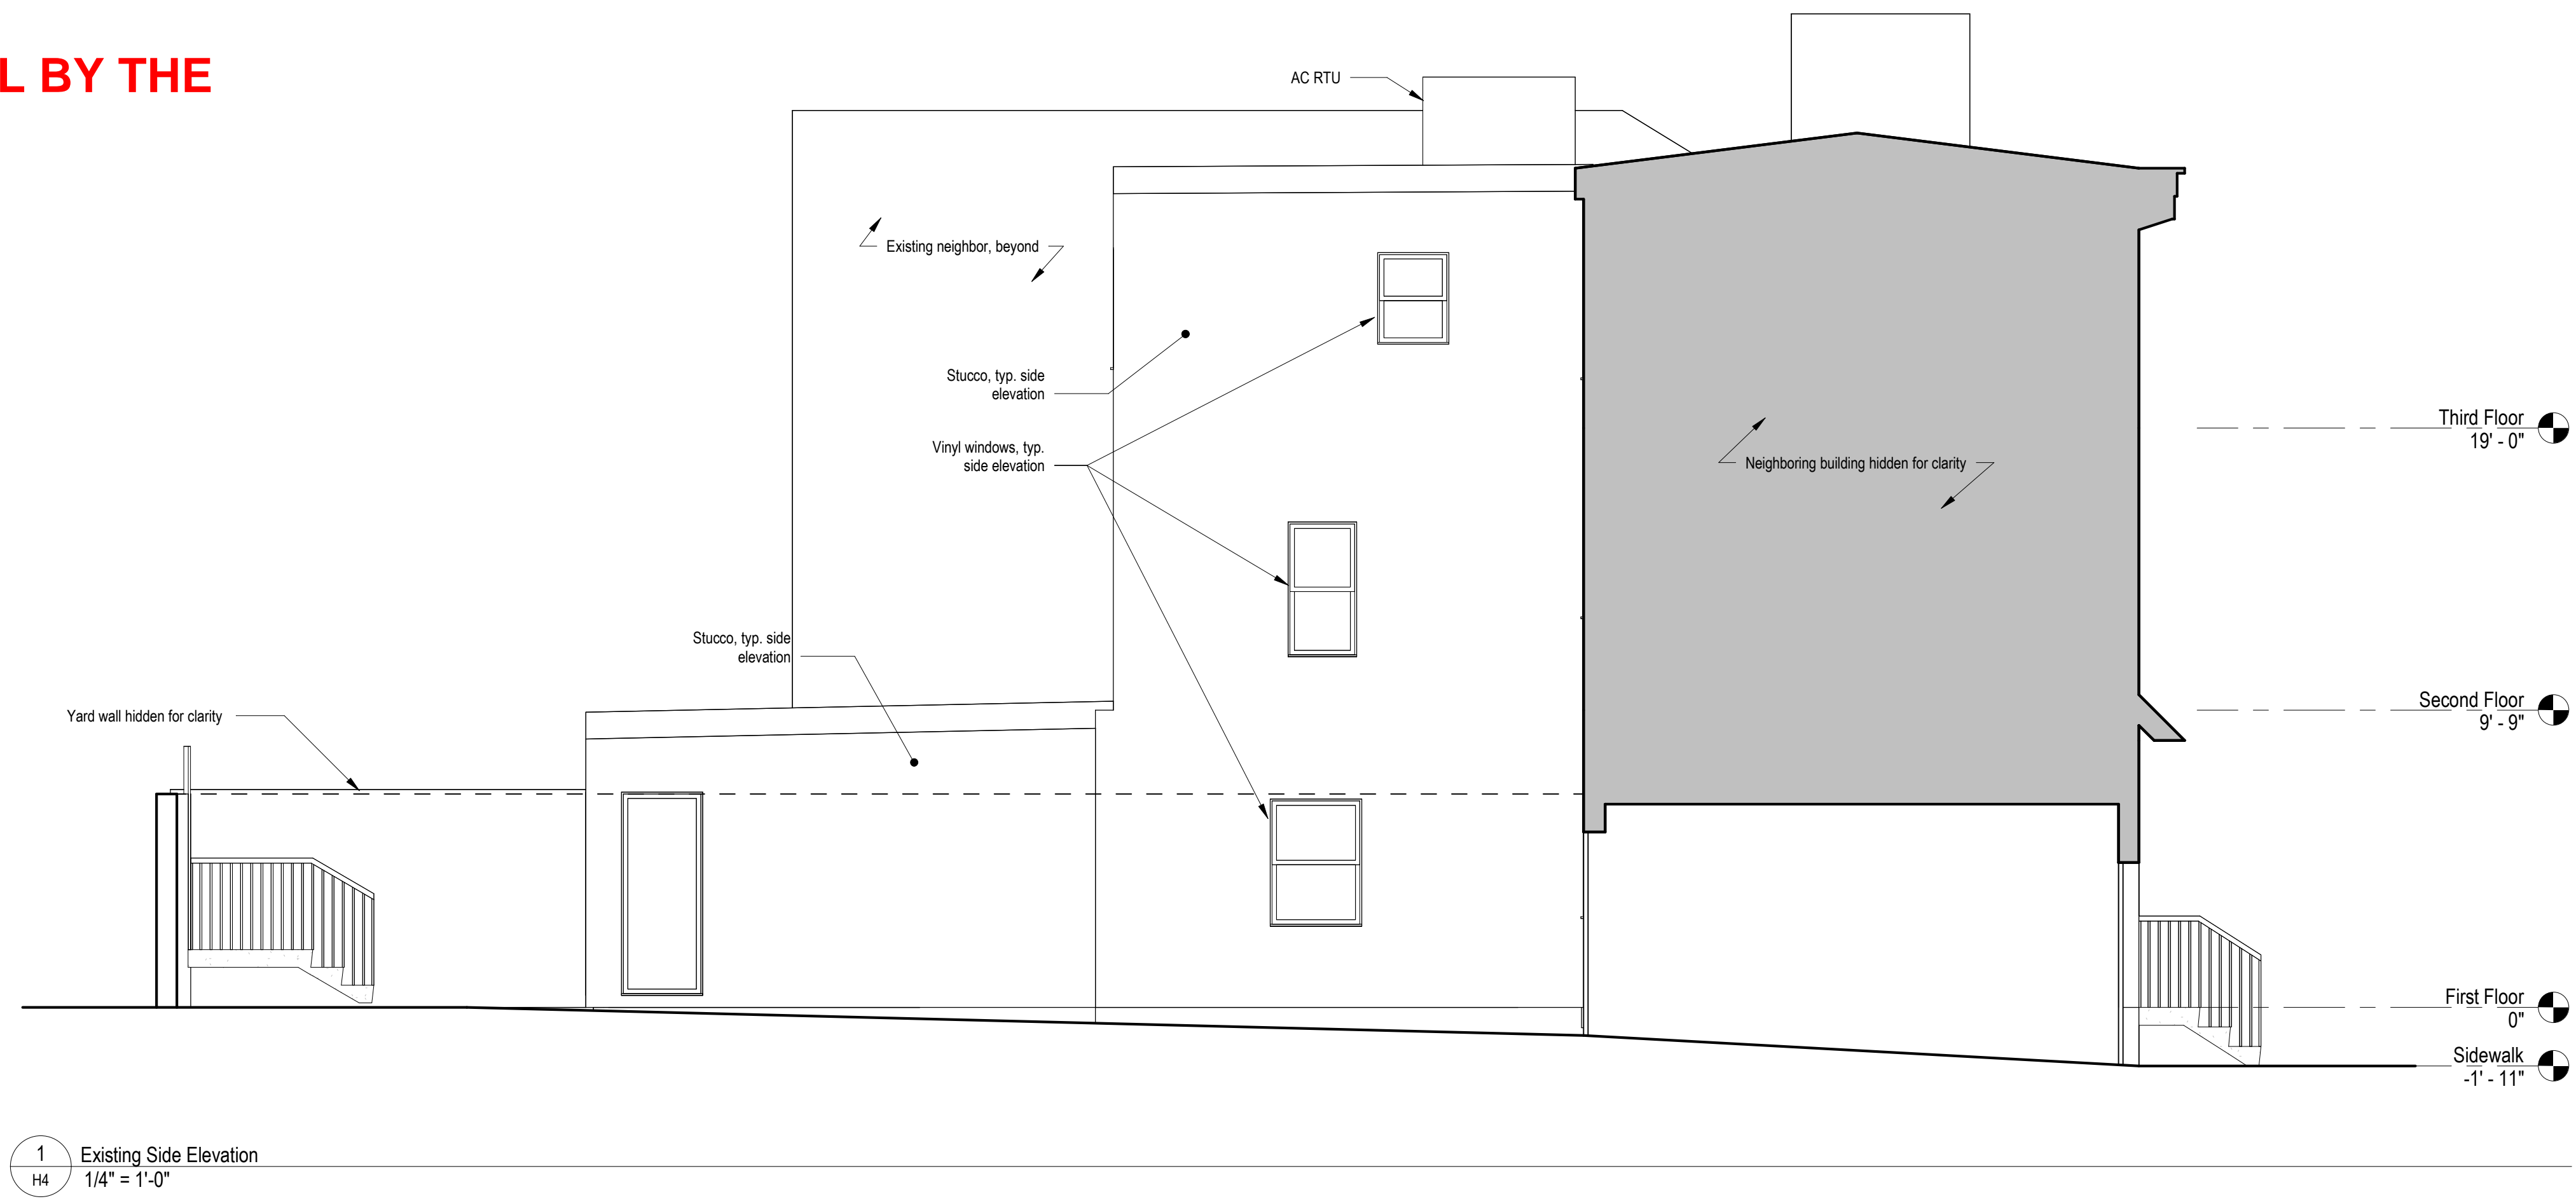 L BY THE
AC RTU
Existing neighbor, beyond
Stucco, typ. side
elevation
Vinyl windows, typ.
side elevation
Neighboring building hidden for clarity
Third Floor
19' - 0"
Stucco, typ. side
elevation
Yard wall hidden for clarity
Second Floor
9' - 9"
First Floor
0"
Sidewalk
-1' - 11"
1
H4
Existing Side Elevation
1/4" = 1'-0"